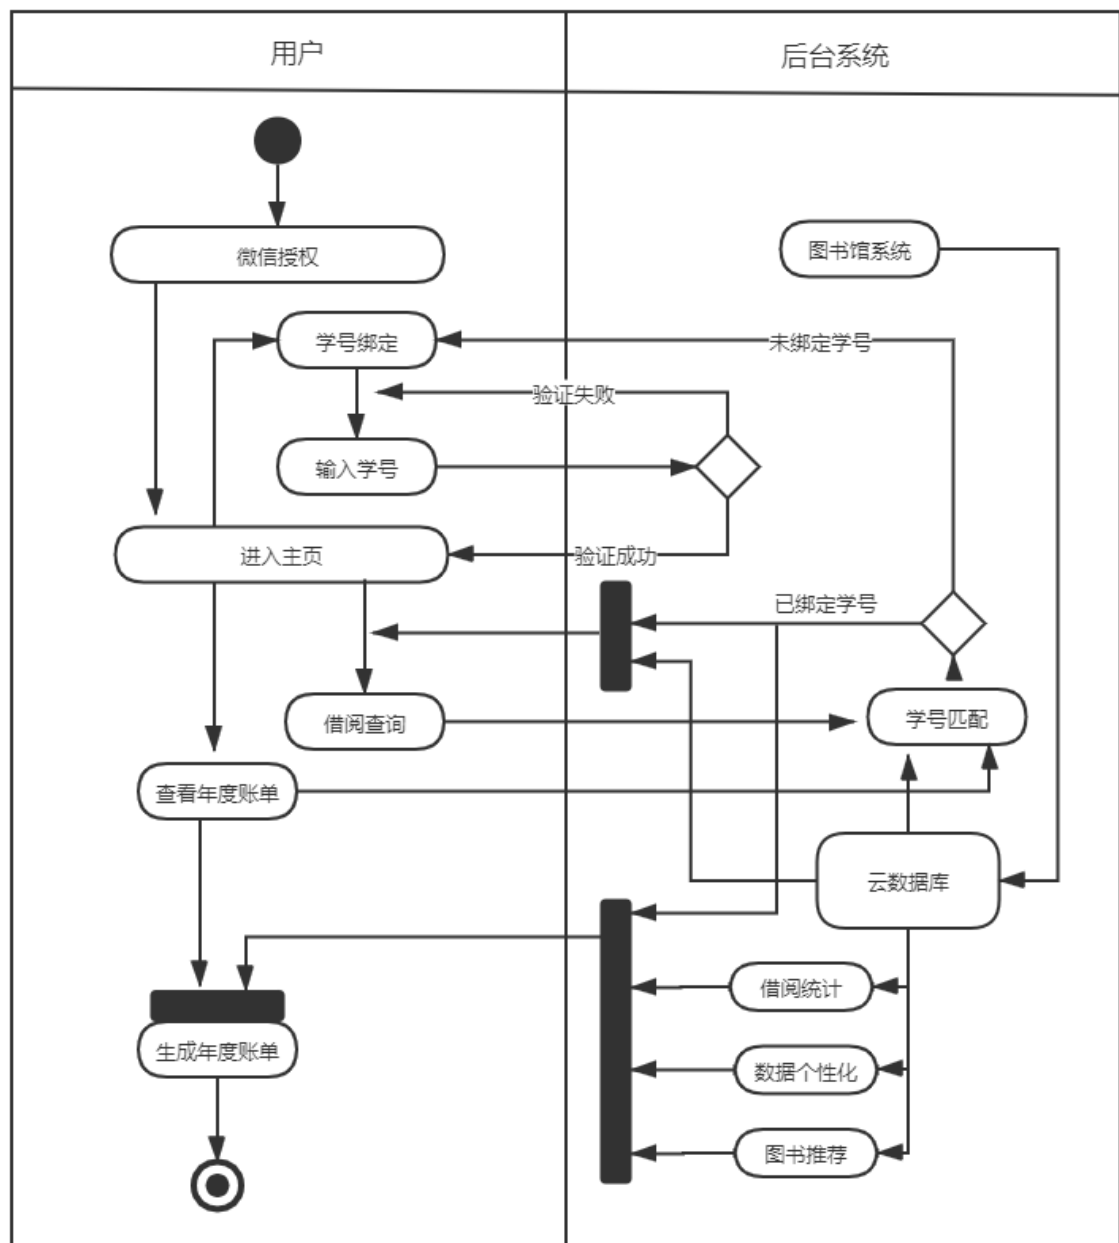 用户
后台系统
微信授权
图书馆系统
学号绑定
未绑定学号
验证失败
输入学号
进入主页
验证成功
已绑定学号
借阅查询
学号匹配
查看年度账单
云数据库
借阅统计
生成年度账单
数据个性化
图书推荐